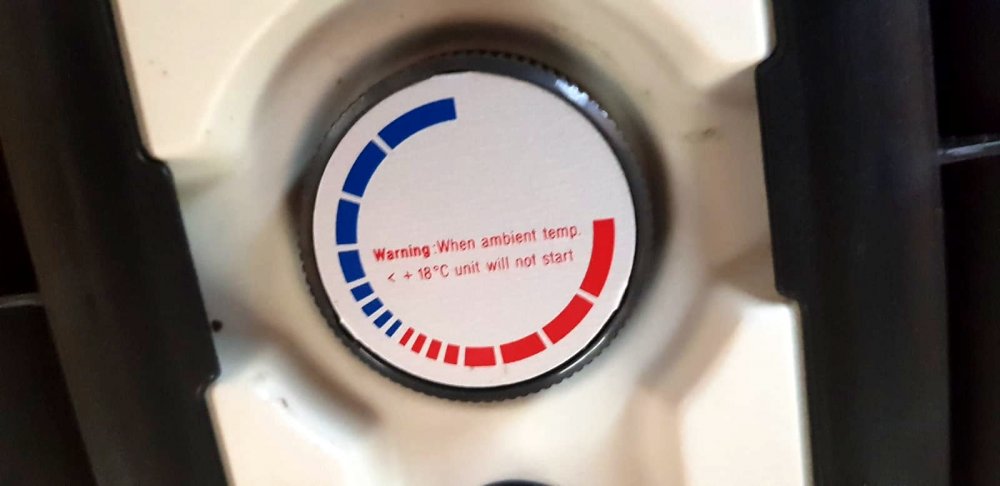 Warning:When ambient temp.
< + 18°C unit will not start